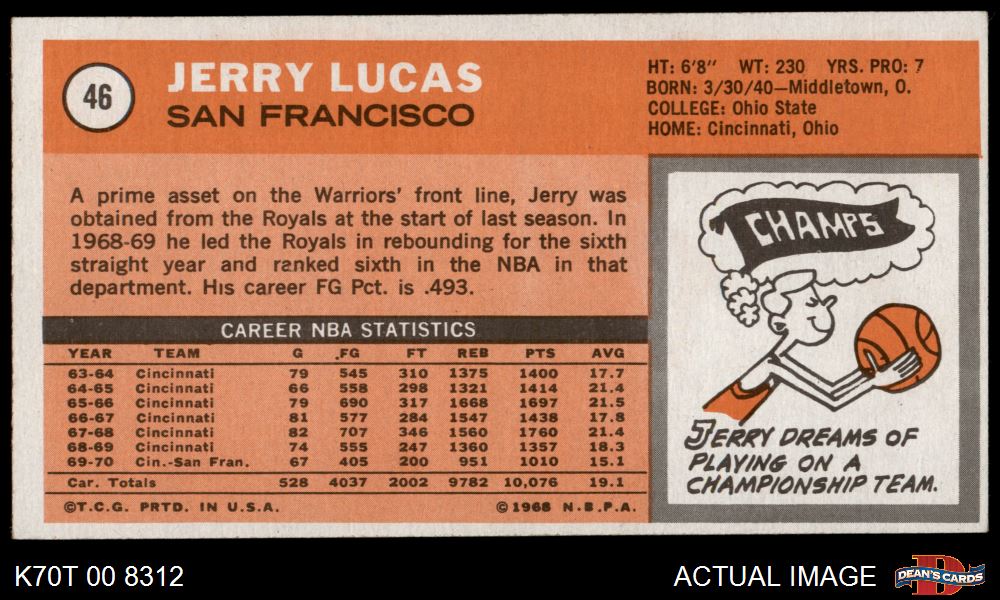 46
JERRY LUCAS
SAN FRANCISCO
HT: 6'8" WT: 230 YRS. PRO: 7
BORN: 3/30/40—Middletown, O.
COLLEGE: Ohio State
HOME: Cincinnati, Ohio
A prime asset on the Warriors' front line, Jerry was
obtained from the Royals at the start of last season. In
1968-69 he led the Royals in rebounding for the sixth
straight year and ranked sixth in the NBA in that
department. His career FG Pct. is .493.
CAREER NBA STATISTICS
YEAR TEAM G FG FT REB PTS AVG
63-64 Cincinnati 79 545 310 1375 1400 17.7
64-65 Cincinnati 66 558 298 1321 1414 21.4
65-66 Cincinnati 79 690 317 1668 1697 21.5
66-67 Cincinnati 81 577 284 1547 1438 17.8
67-68 Cincinnati 82 707 346 1560 1760 21.4
68-69 Cincinnati 74 555 247 1360 1357 18.3
69-70 Cin.-San Fran. 67 405 200 951 1010 15.1
Car. Totals 528 4037 2002 9782 10,076 19.1
©T.C.G. PRTD. IN U.S.A. ©1968 N.B.P.A.
CHAMPS
JERRY DREAMS OF
PLAYING ON A
CHAMPIONSHIP TEAM.
K70T 00 8312
ACTUAL IMAGE
D
DEAN'S CARDS